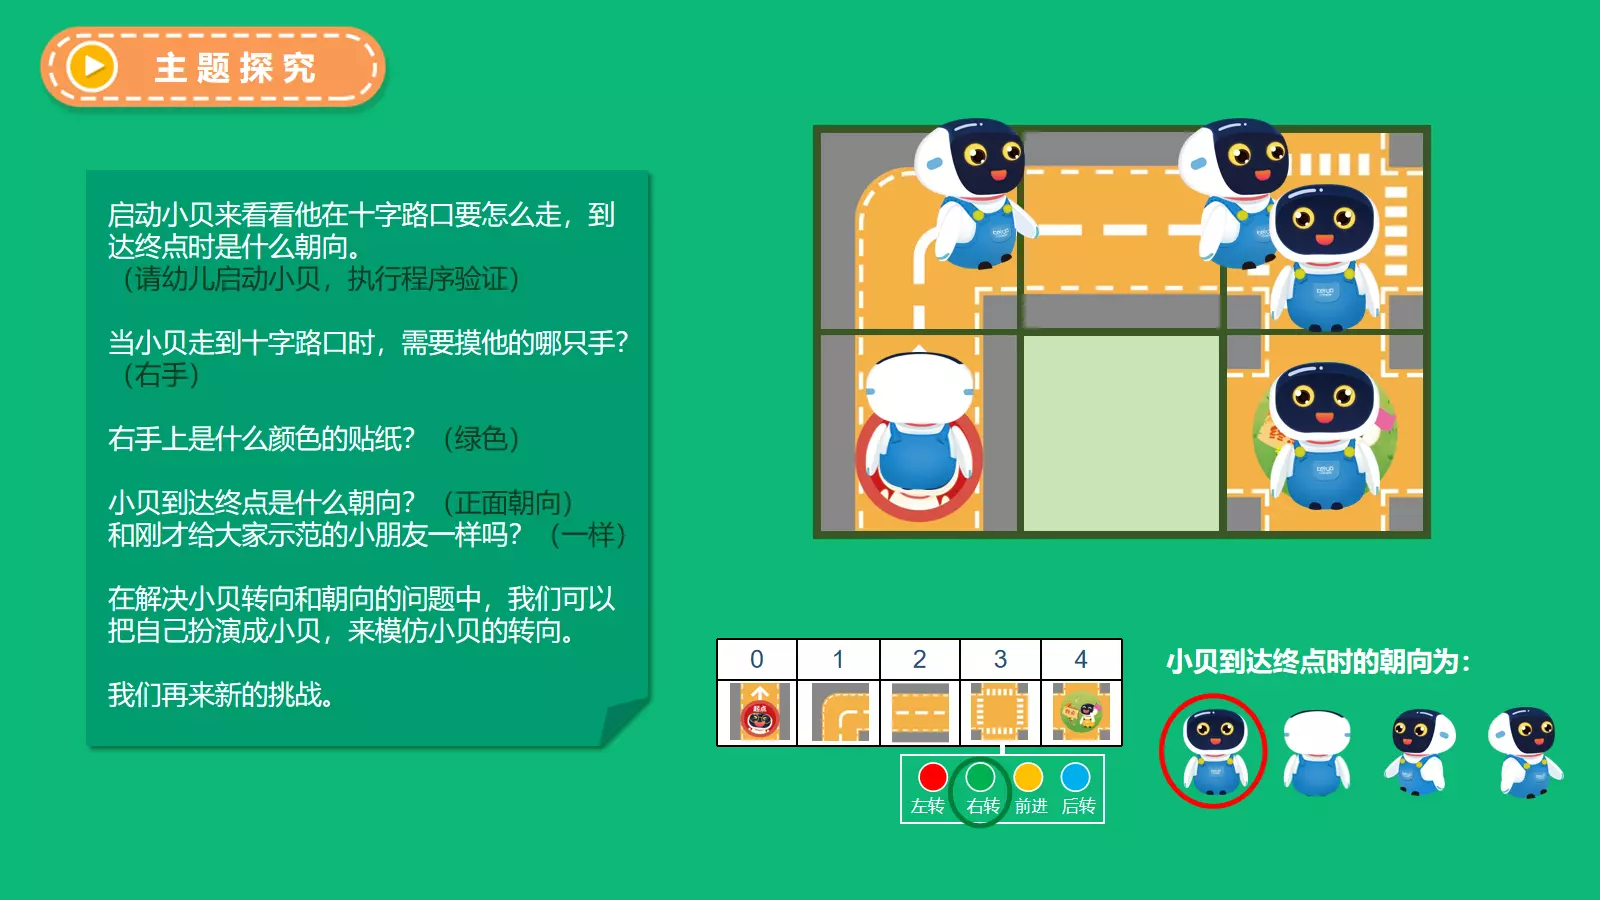 主题探究
启动小贝来看看他在十字路口要怎么走，到
达终点时是什么朝向。
（请幼儿启动小贝，执行程序验证）
当小贝走到十字路口时，需要摸他的哪只手？
（右手）
右手上是什么颜色的贴纸？（绿色）
小贝到达终点是什么朝向？（正面朝向）
和刚才给大家示范的小朋友一样吗？（一样）
在解决小贝转向和朝向的问题中，我们可以
把自己扮演成小贝，来模仿小贝的转向。
我们再来新的挑战。
0 1 2 3 4
起点
左转 右转 前进 后转
小贝到达终点时的朝向为：